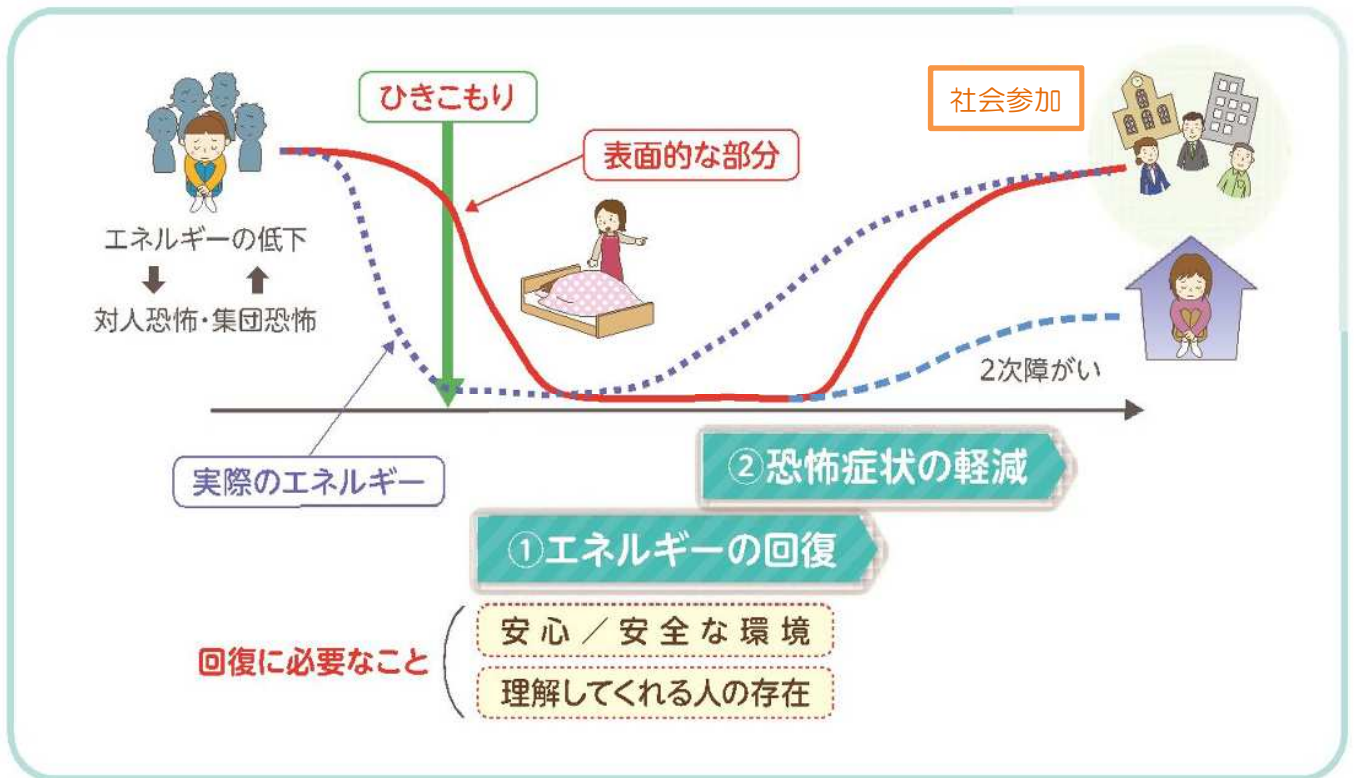 ひきこもり
社会参加
表面的な部分
エネルギーの低下
対人恐怖・集団恐怖
2次障がい
実際のエネルギー
②恐怖症状の軽減
①エネルギーの回復
回復に必要なこと
安心／安全な環境
理解してくれる人の存在